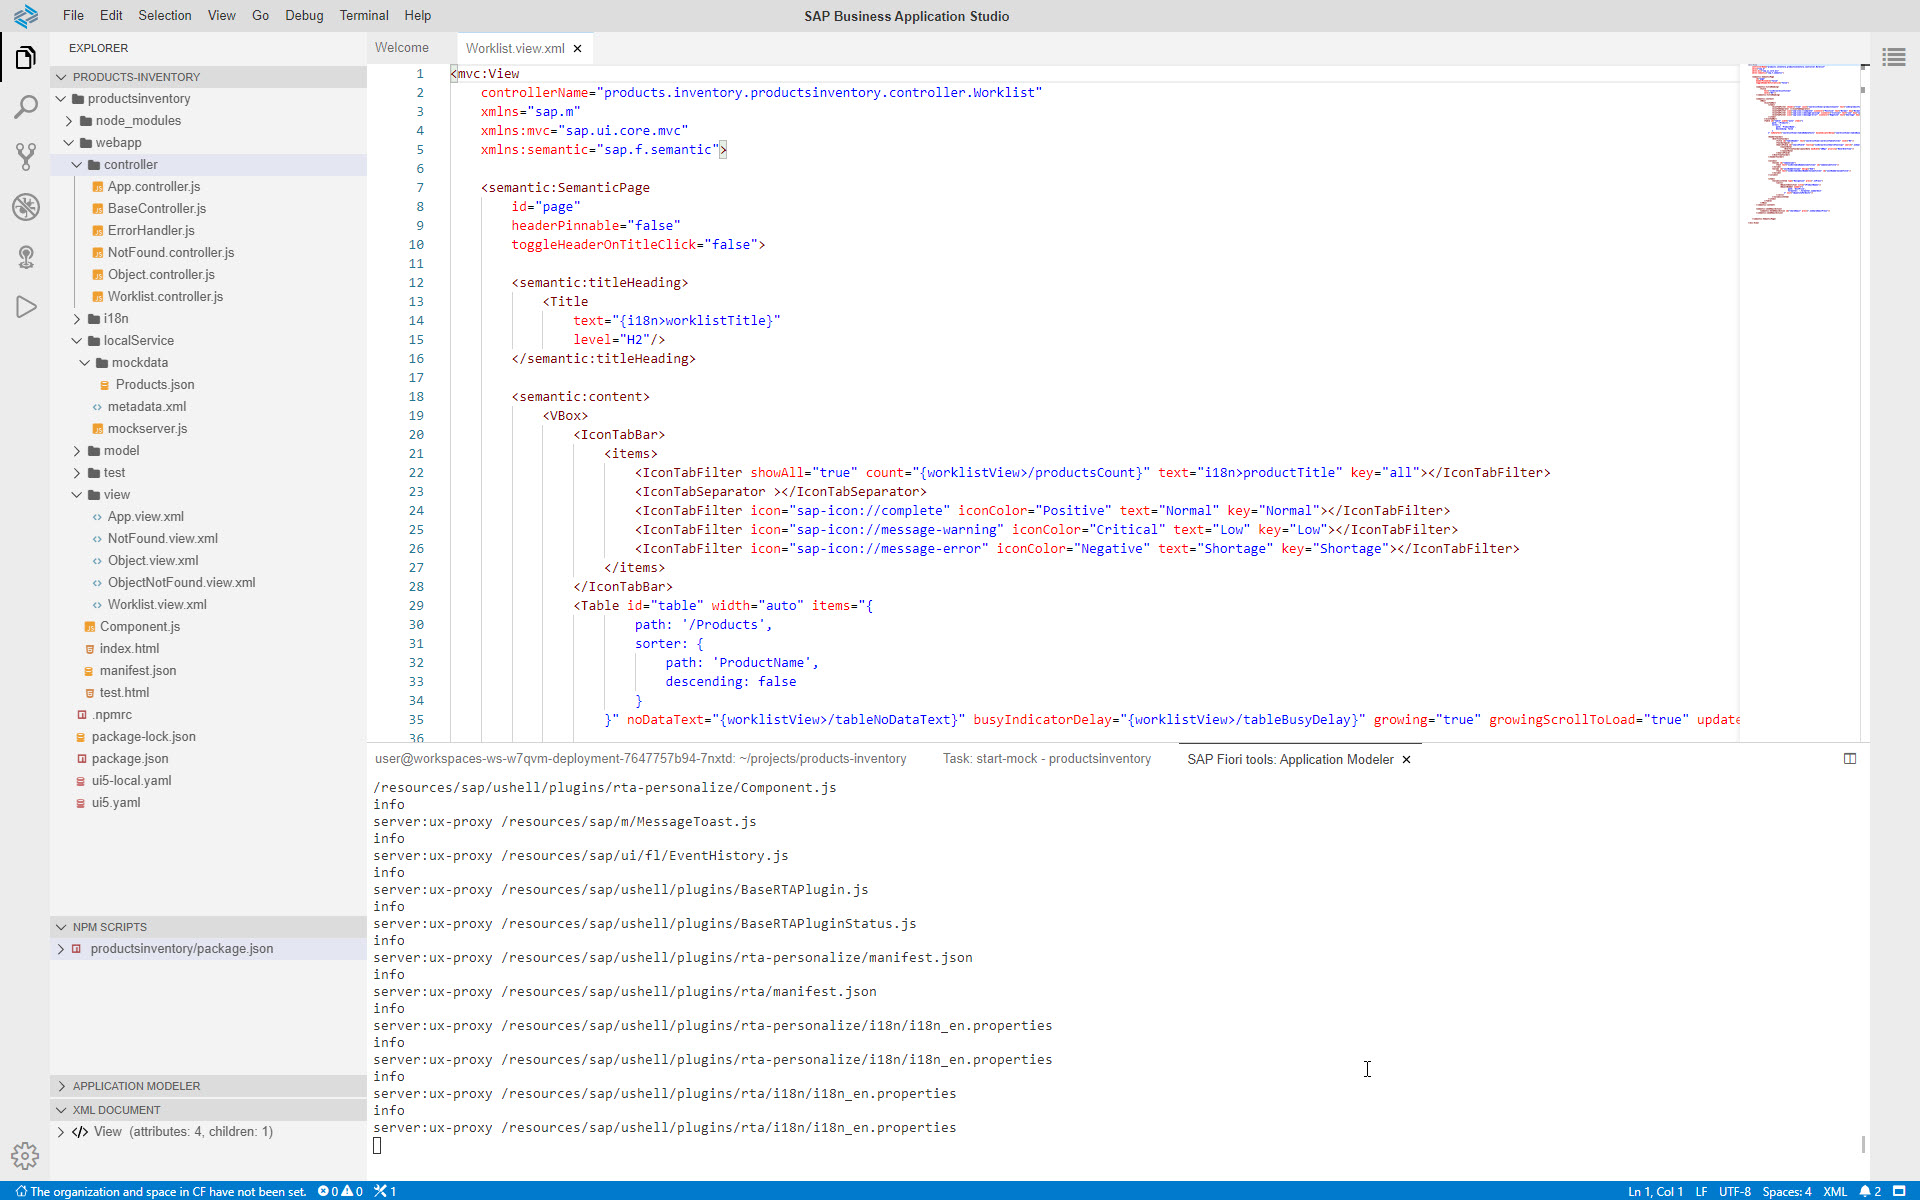 File Edit Selection View Go Debug Terminal Help
SAP Business Application Studio
EXPLORER
PRODUCTS-INVENTORY
productsinventory
node_modules
webapp
controller
App.controller.js
BaseController.js
ErrorHandler.js
NotFound.controller.js
Object.controller.js
Worklist.controller.js
i18n
localService
mockdata
Products.json
metadata.xml
mockserver.js
model
test
view
App.view.xml
NotFound.view.xml
Object.view.xml
ObjectNotFound.view.xml
Worklist.view.xml
Component.js
index.html
manifest.json
test.html
.npmrc
package-lock.json
package.json
ui5-local.yaml
ui5.yaml
NPM SCRIPTS
productsinventory/package.json
APPLICATION MODELER
XML DOCUMENT
</> View (attributes: 4, children: 1)
Welcome
Worklist.view.xml ×
1 <mvc:View
2 controllerName="products.inventory.productsinventory.controller.Worklist"
3 xmlns="sap.m"
4 xmlns:mvc="sap.ui.core.mvc"
5 xmlns:semantic="sap.f.semantic">
6
7 <semantic:SemanticPage
8 id="page"
9 headerPinnable="false"
10 toggleHeaderOnTitleClick="false">
11
12 <semantic:titleHeading>
13 <Title
14 text="{i18n>worklistTitle}"
15 level="H2"/>
16 </semantic:titleHeading>
17
18 <semantic:content>
19 <VBox>
20 <IconTabBar>
21 <items>
22 <IconTabFilter showAll="true" count="{worklistView>/productsCount}" text="i18n>productTitle" key="all"></IconTabFilter>
23 <IconTabSeparator ></IconTabSeparator>
24 <IconTabFilter icon="sap-icon://complete" iconColor="Positive" text="Normal" key="Normal"></IconTabFilter>
25 <IconTabFilter icon="sap-icon://message-warning" iconColor="Critical" text="Low" key="Low"></IconTabFilter>
26 <IconTabFilter icon="sap-icon://message-error" iconColor="Negative" text="Shortage" key="Shortage"></IconTabFilter>
27 </items>
28 </IconTabBar>
29 <Table id="table" width="auto" items="{
30 path: '/Products',
31 sorter: {
32 path: 'ProductName',
33 descending: false
34 }
35 }" noDataText="{worklistView>/tableNoDataText}" busyIndicatorDelay="{worklistView>/tableBusyDelay}" growing="true" growingScrollToLoad="true" update
36
user@workspaces-ws-w7qvm-deployment-7647757b94-7nxtd: ~/projects/products-inventory
Task: start-mock - productsinventory
SAP Fiori tools: Application Modeler ×
/resources/sap/ushell/plugins/rta-personalize/Component.js
info
server:ux-proxy /resources/sap/m/MessageToast.js
info
server:ux-proxy /resources/sap/ui/fl/EventHistory.js
info
server:ux-proxy /resources/sap/ushell/plugins/BaseRTAPlugin.js
info
server:ux-proxy /resources/sap/ushell/plugins/BaseRTAPluginStatus.js
info
server:ux-proxy /resources/sap/ushell/plugins/rta-personalize/manifest.json
info
server:ux-proxy /resources/sap/ushell/plugins/rta/manifest.json
info
server:ux-proxy /resources/sap/ushell/plugins/rta-personalize/i18n/i18n_en.properties
info
server:ux-proxy /resources/sap/ushell/plugins/rta-personalize/i18n/i18n_en.properties
info
server:ux-proxy /resources/sap/ushell/plugins/rta/i18n/i18n_en.properties
info
server:ux-proxy /resources/sap/ushell/plugins/rta/i18n/i18n_en.properties
The organization and space in CF have not been set. 0 0 1
Ln 1, Col 1 LF UTF-8 Spaces: 4 XML 2